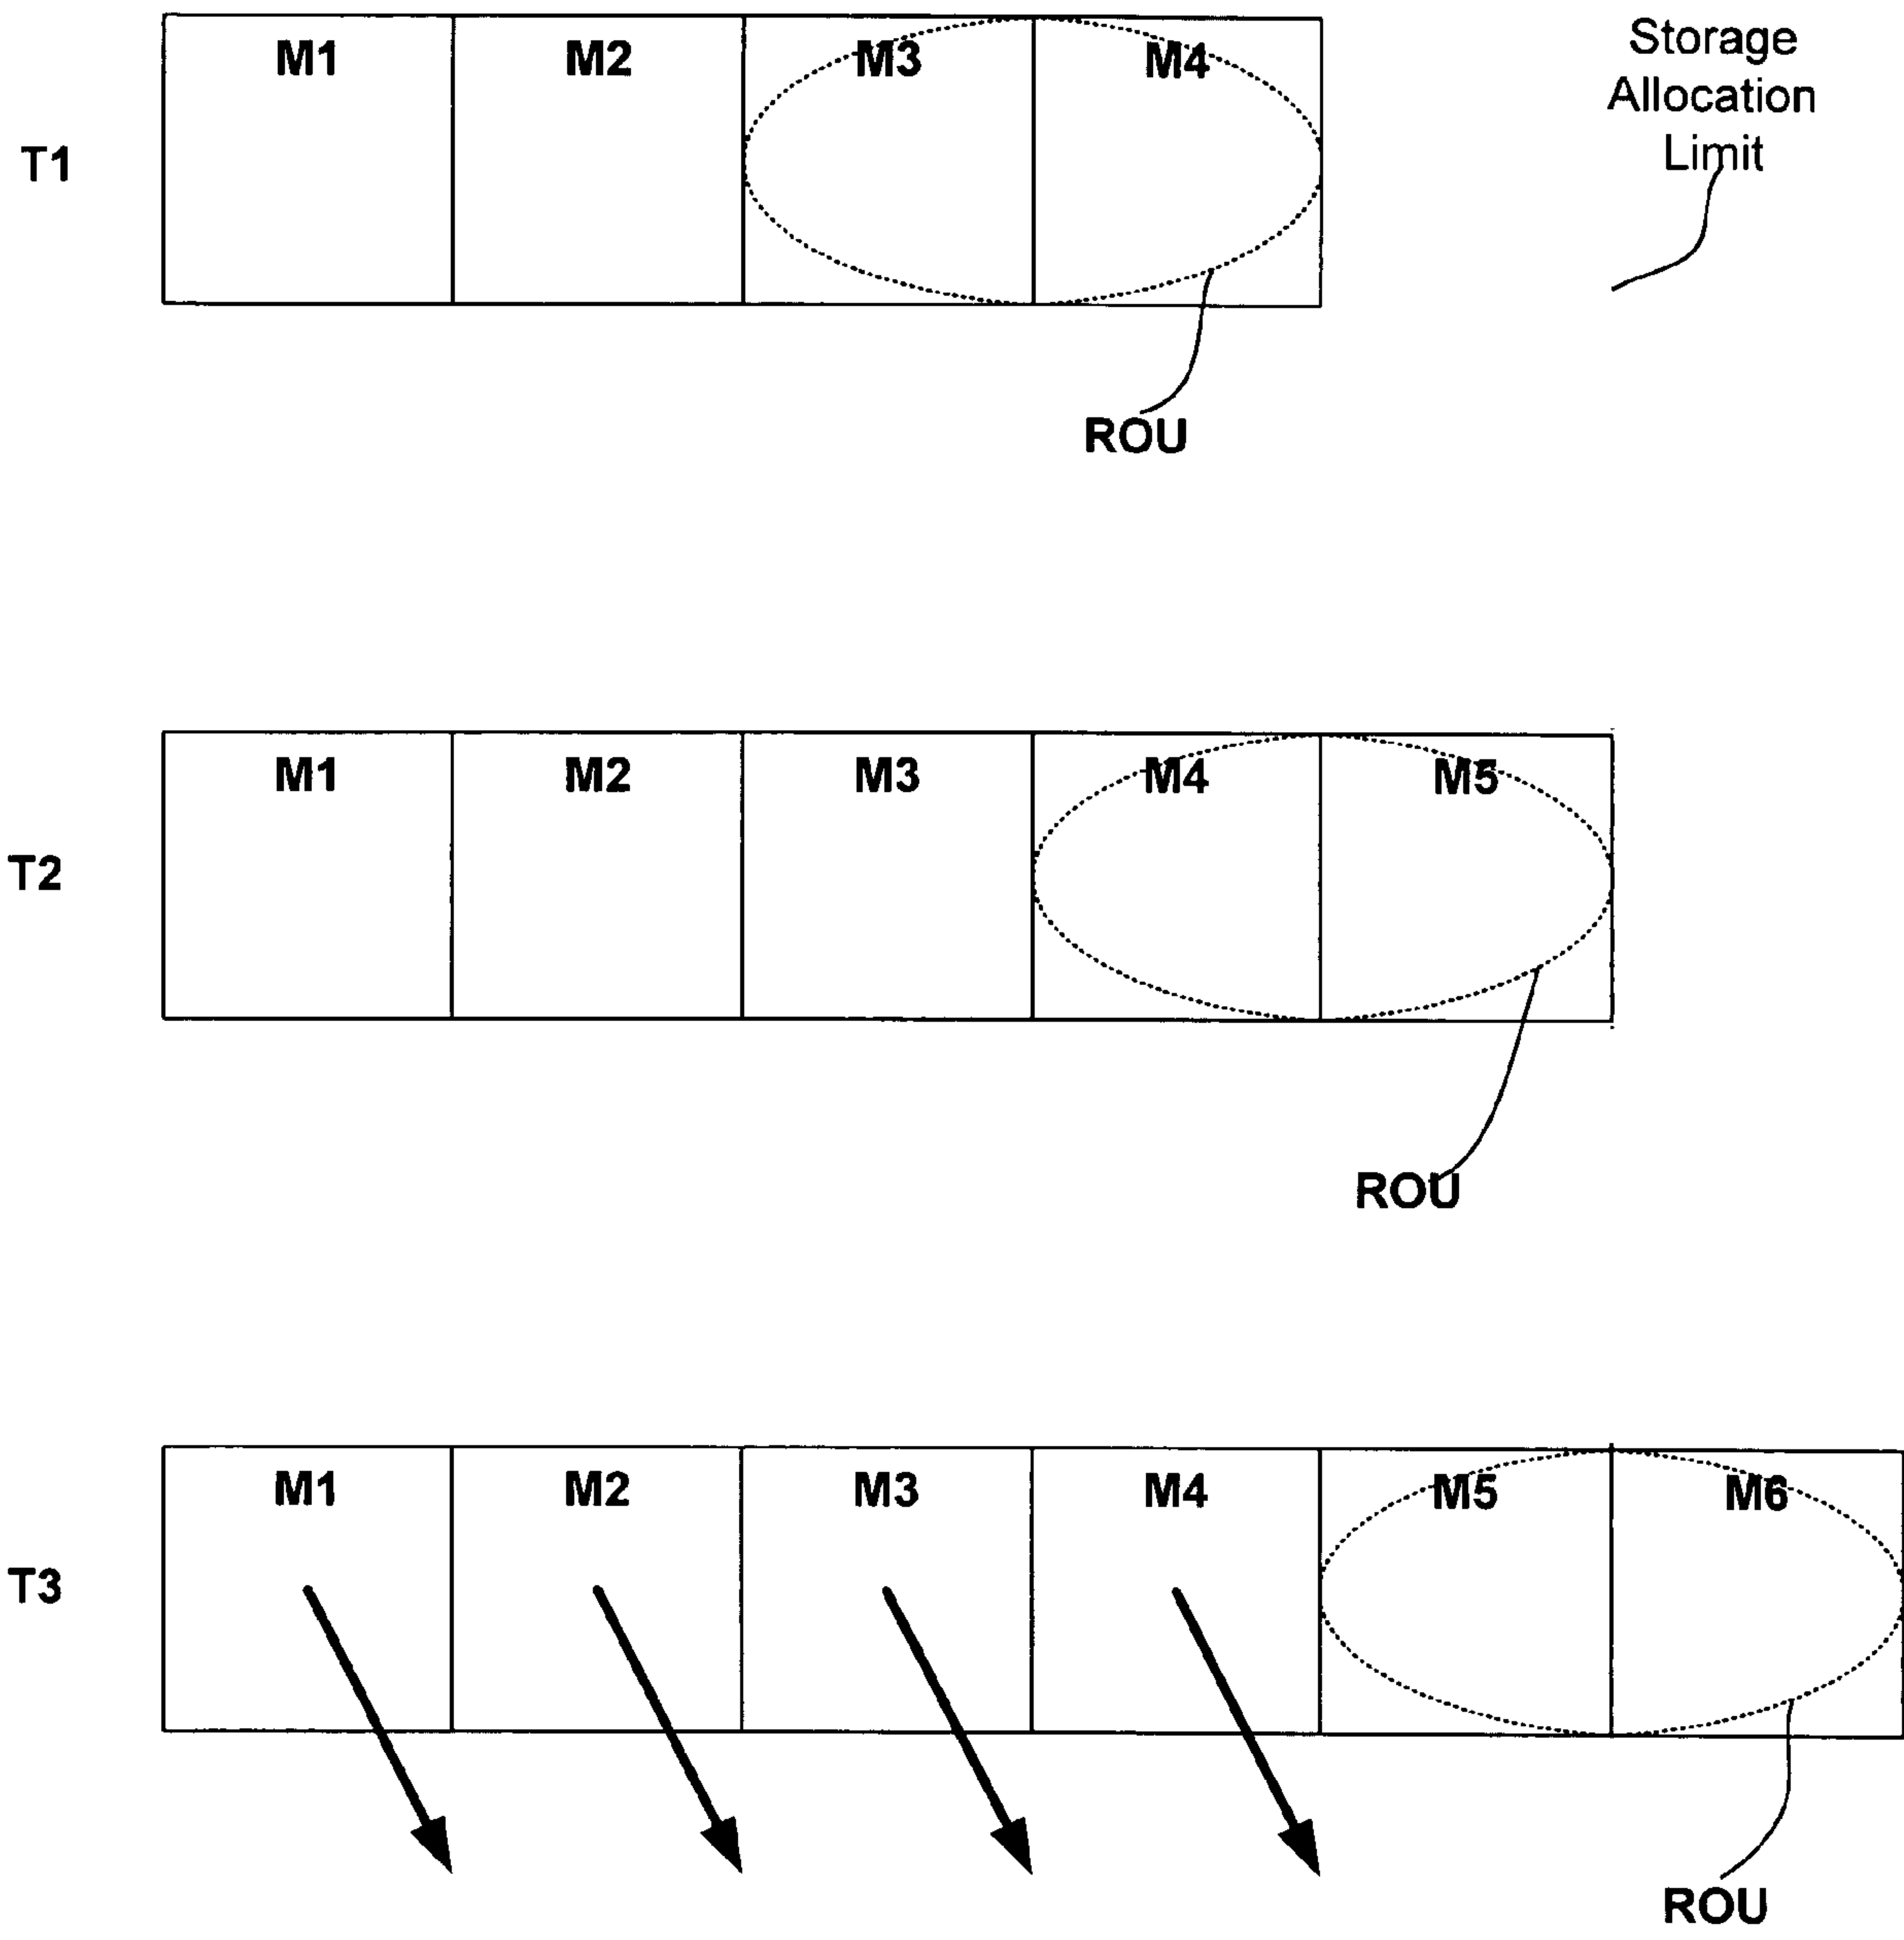 M1 M2 M3 M4
Storage
Allocation
Limit
T1
ROU
M1 M2 M3 M4 M5
T2
ROU
M1 M2 M3 M4 M5 M6
T3
ROU